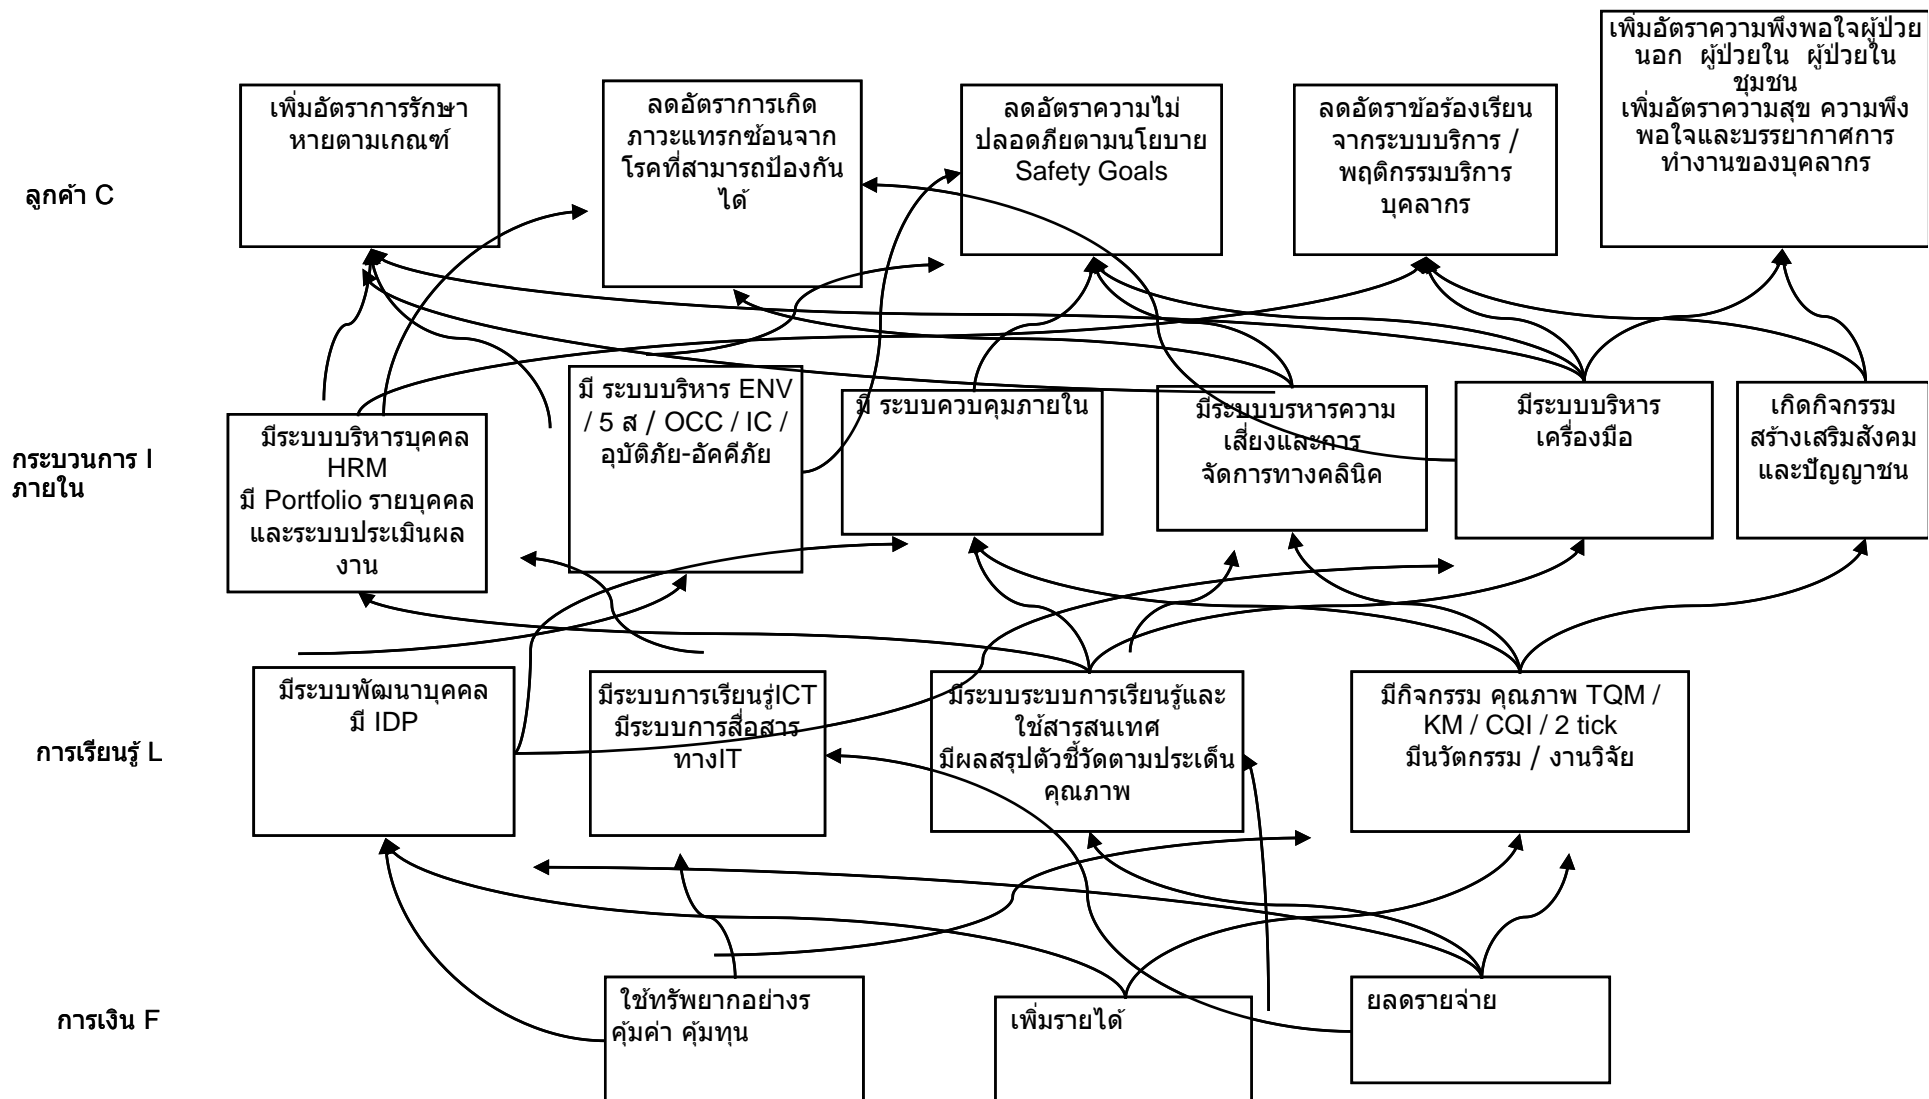 เพิ่มอัตราความพึงพอใจผู้ป่วย
นอก ผู้ป่วยใน ผู้ป่วยใน
ชุมชน
เพิ่มอัตราความสุข ความพึง
พอใจและบรรยากาศการ
ทำงานของบุคลากร
เพิ่มอัตราการรักษา
หายตามเกณฑ์
ลดอัตราการเกิด
ภาวะแทรกซ้อนจาก
โรคที่สามารถป้องกัน
ได้
ลดอัตราความไม่
ปลอดภียตามนโยบาย
Safety Goals
ลดอัตราข้อร้องเรียน
จากระบบบริการ /
พฤติกรรมบริการ
บุคลากร
ลูกค้า C
มีระบบบริหารบุคคล
HRM
มี Portfolio รายบุคคล
และระบบประเมินผล
งาน
มี ระบบบริหาร ENV
/ 5 ส / OCC / IC /
อุบัติภัย-อัคคีภัย
มี ระบบควบคุมภายใน
มีระบบบรหารความ
เสี่ยงและการ
จัดการทางคลินิค
มีระบบบริหาร
เครื่องมือ
เกิดกิจกรรม
สร้างเสริมสังคม
และปัญญาชน
กระบวนการ I
ภายใน
มีระบบพัฒนาบุคคล
มี IDP
มีระบบการเรียนรู้ICT
มีระบบการสื่อสาร
ทางIT
มีระบบระบบการเรียนรู้และ
ใช้สารสนเทศ
มีผลสรุปตัวชี้วัดตามประเด็น
คุณภาพ
มีกิจกรรม คุณภาพ TQM /
KM / CQI / 2 tick
มีนวัตกรรม / งานวิจัย
การเรียนรู้ L
ใช้ทรัพยากอย่างร
คุ้มค่า คุ้มทุน
เพิ่มรายได้
ยลดรายจ่าย
การเงิน F